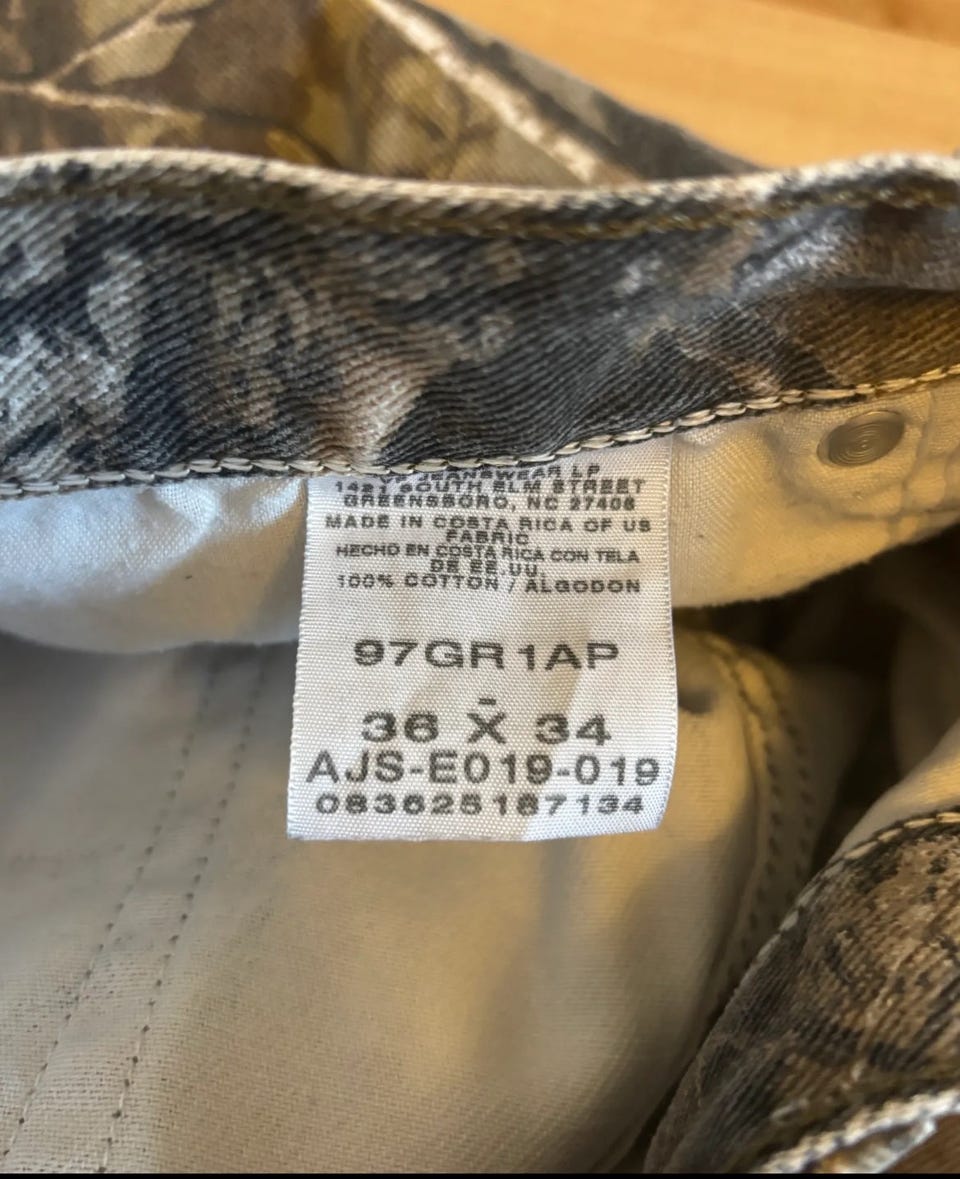 JEANSWEAR LP
1421 SOUTH ELM STREET
GREENSBORO, NC 27406
MADE IN COSTA RICA OF US
FABRIC
HECHO EN COSTA RICA CON TELA
DE EE.UU
100% COTTON / ALGODON
97GR1AP
-
36 X 34
AJS-E019-019
083625187134